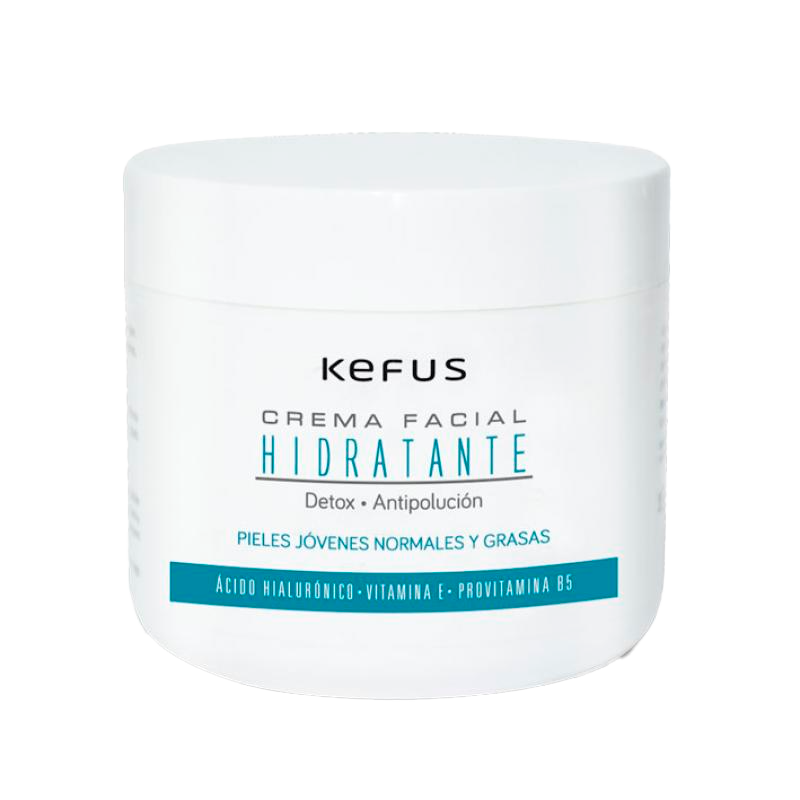 KeFUS
CREMA FACIAL
HIDRATANTE
Detox • Antipolución
PIELES JÓVENES NORMALES Y GRASAS
ÁCIDO HIALURÓNICO • VITAMINA E • PROVITAMINA B5